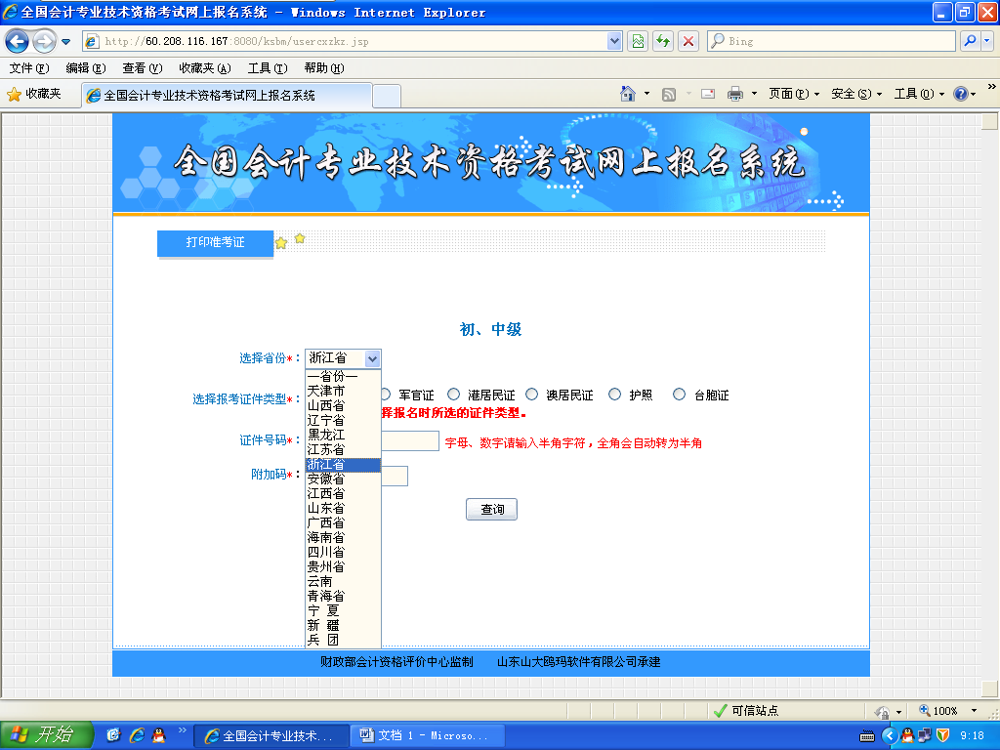 全国会计专业技术资格考试网上报名系统 - Windows Internet Explorer
http://60.208.116.167:8080/ksbm/usercxzkz.jsp
Bing
文件(F) 编辑(E) 查看(V) 收藏夹(A) 工具(T) 帮助(H)
收藏夹 全国会计专业技术资格考试网上报名系统 页面(P) 安全(S) 工具(O) »
全国会计专业技术资格考试网上报名系统
打印准考证
初、中级
选择省份*： 浙江省
一省份一
天津市
山西省
辽宁省
黑龙江
江苏省
浙江省
安徽省
江西省
山东省
广西省
海南省
四川省
贵州省
云南
青海省
宁 夏
新 疆
兵 团
选择报考证件类型*： 军官证 港居民证 澳居民证 护照 台胞证
择报名时所选的证件类型。
证件号码*： 字母、数字请输入半角字符，全角会自动转为半角
附加码*：
查询
财政部会计资格评价中心监制 山东山大鸥玛软件有限公司承建
可信站点 100%
开始 » 全国会计专业技术... 文档 1 - Microso... 9:18